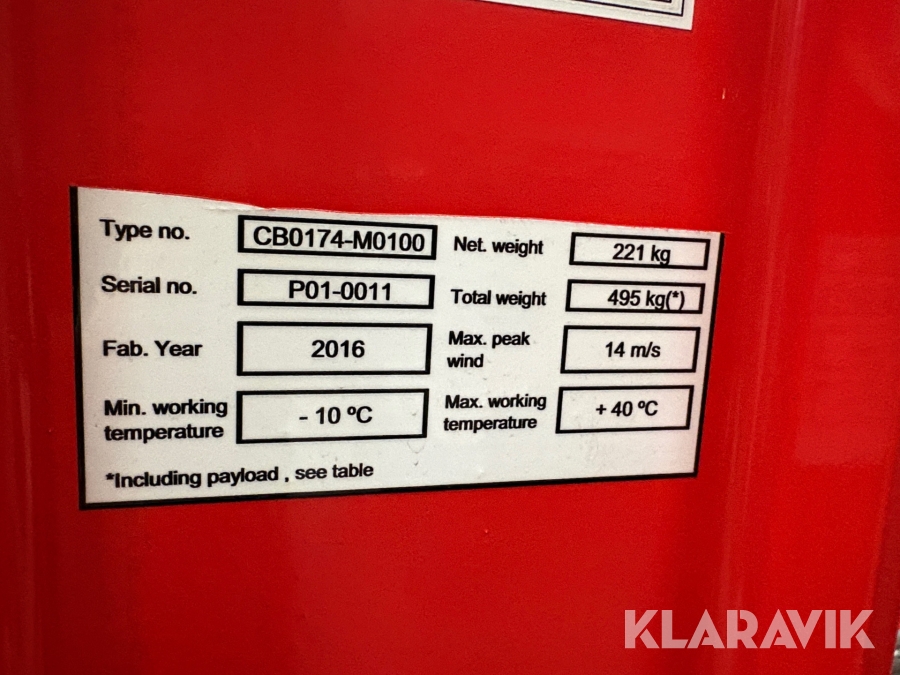 Type no. CB0174-M0100 Net. weight 221 kg
Serial no. P01-0011 Total weight 495 kg(*)
Fab. Year 2016 Max. peak wind 14 m/s
Min. working temperature - 10 ºC Max. working temperature + 40 ºC
*Including payload , see table
KLARAVIK